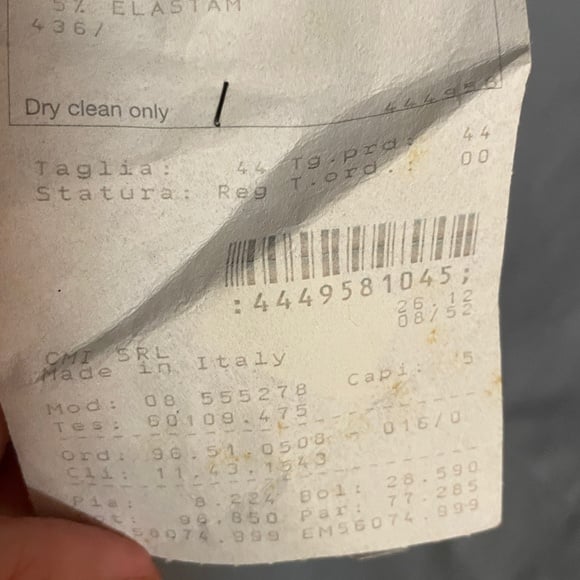 5% ELASTAM
436/
Dry clean only
Taglia: 44 Tg.prd: 44
Statura: Reg T.ord.: 00
:4449581045;
26.12
08/52
CMI SRL
Made in Italy
Capi: 5
Mod: 08 555278
Tes: 60109.475
Ord: 96.51.0508 - 016/0
Cli: 11.43.1543
Pia: 8.224 Bol: 28.590
96.850 Par: 77.285
EM56074.999